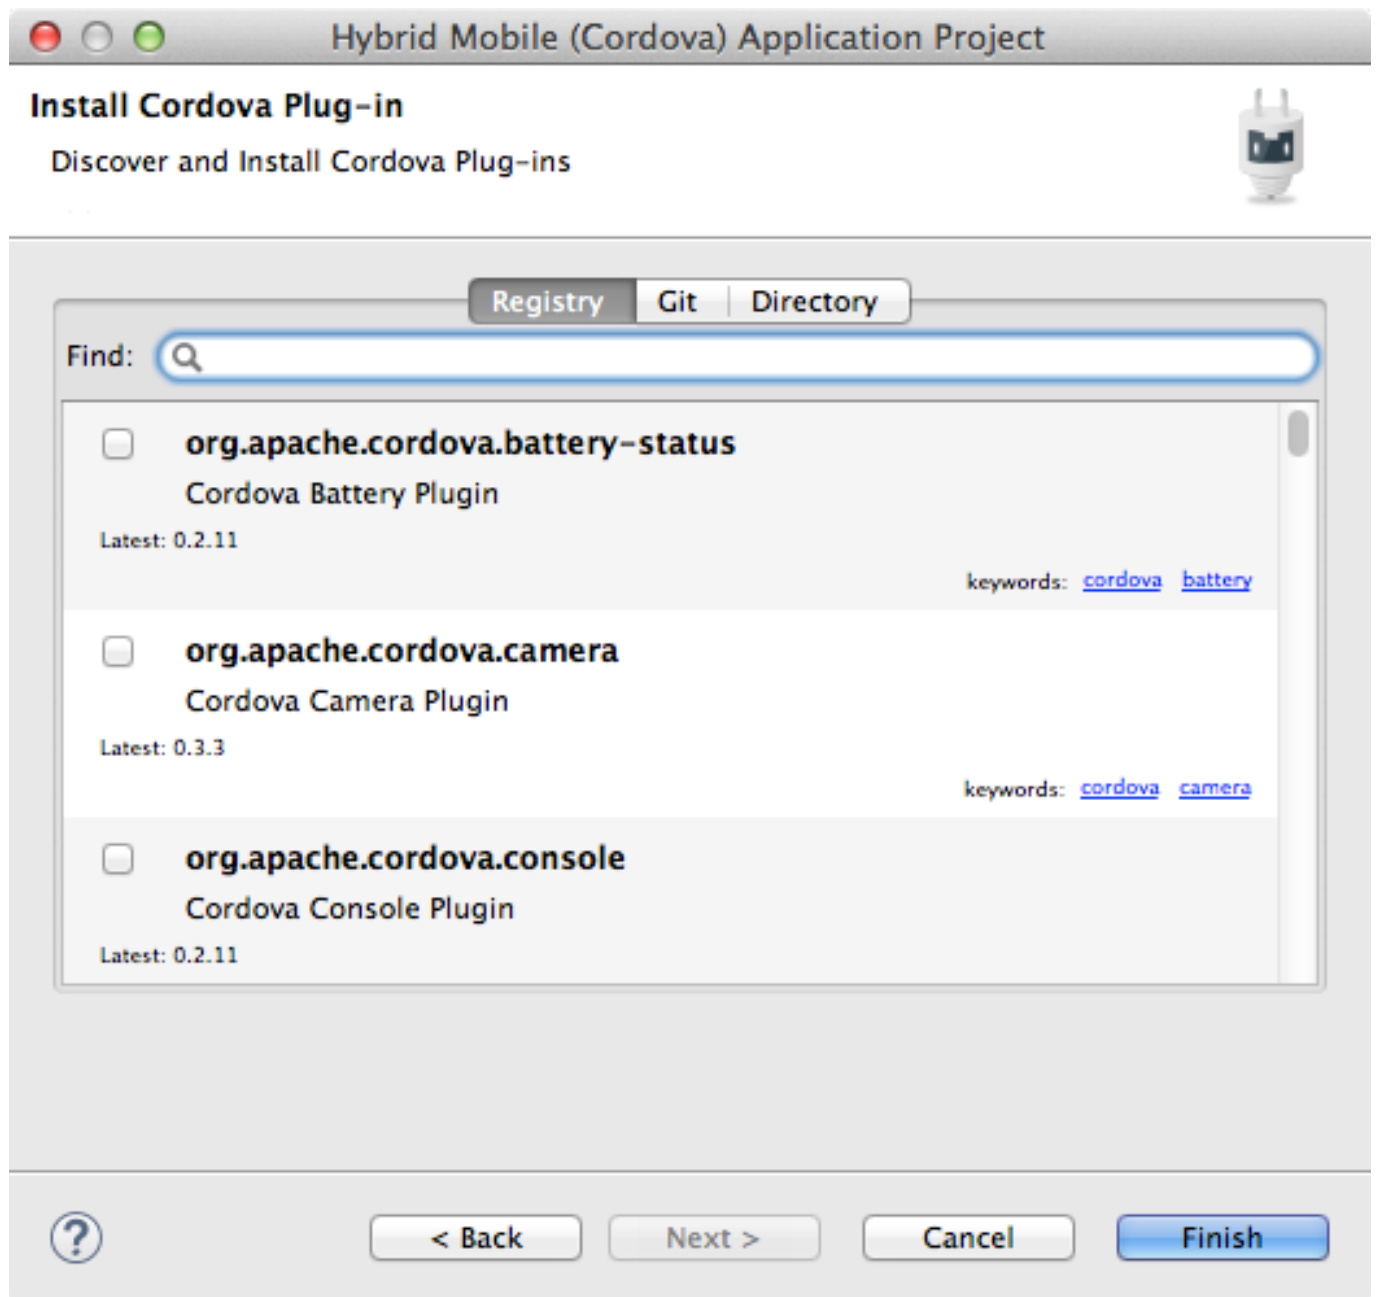 Hybrid Mobile (Cordova) Application Project
Install Cordova Plug-in
Discover and Install Cordova Plug-ins
Registry Git Directory
Find:
org.apache.cordova.battery-status
Cordova Battery Plugin
Latest: 0.2.11
keywords: cordova battery
org.apache.cordova.camera
Cordova Camera Plugin
Latest: 0.3.3
keywords: cordova camera
org.apache.cordova.console
Cordova Console Plugin
Latest: 0.2.11
? < Back Next > Cancel Finish